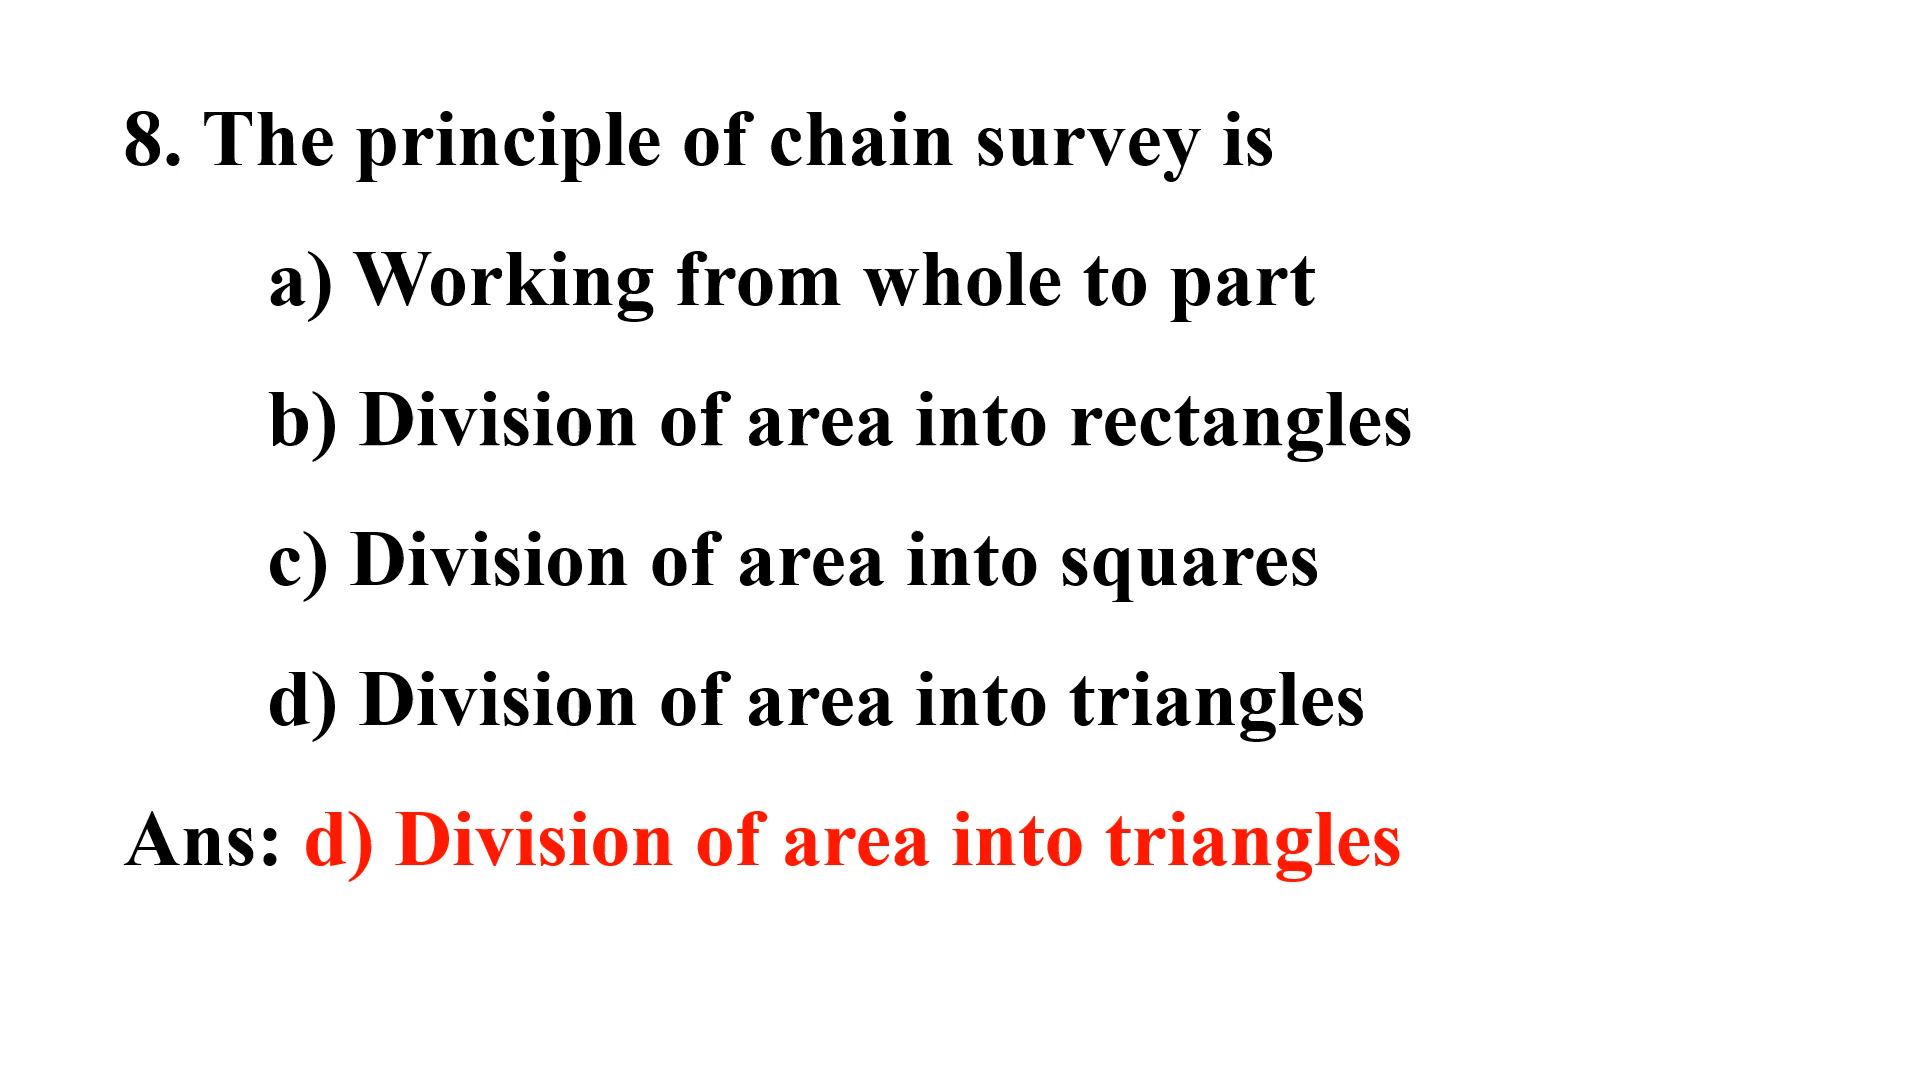 8. The principle of chain survey is
a) Working from whole to part
b) Division of area into rectangles
c) Division of area into squares
d) Division of area into triangles
Ans: d) Division of area into triangles